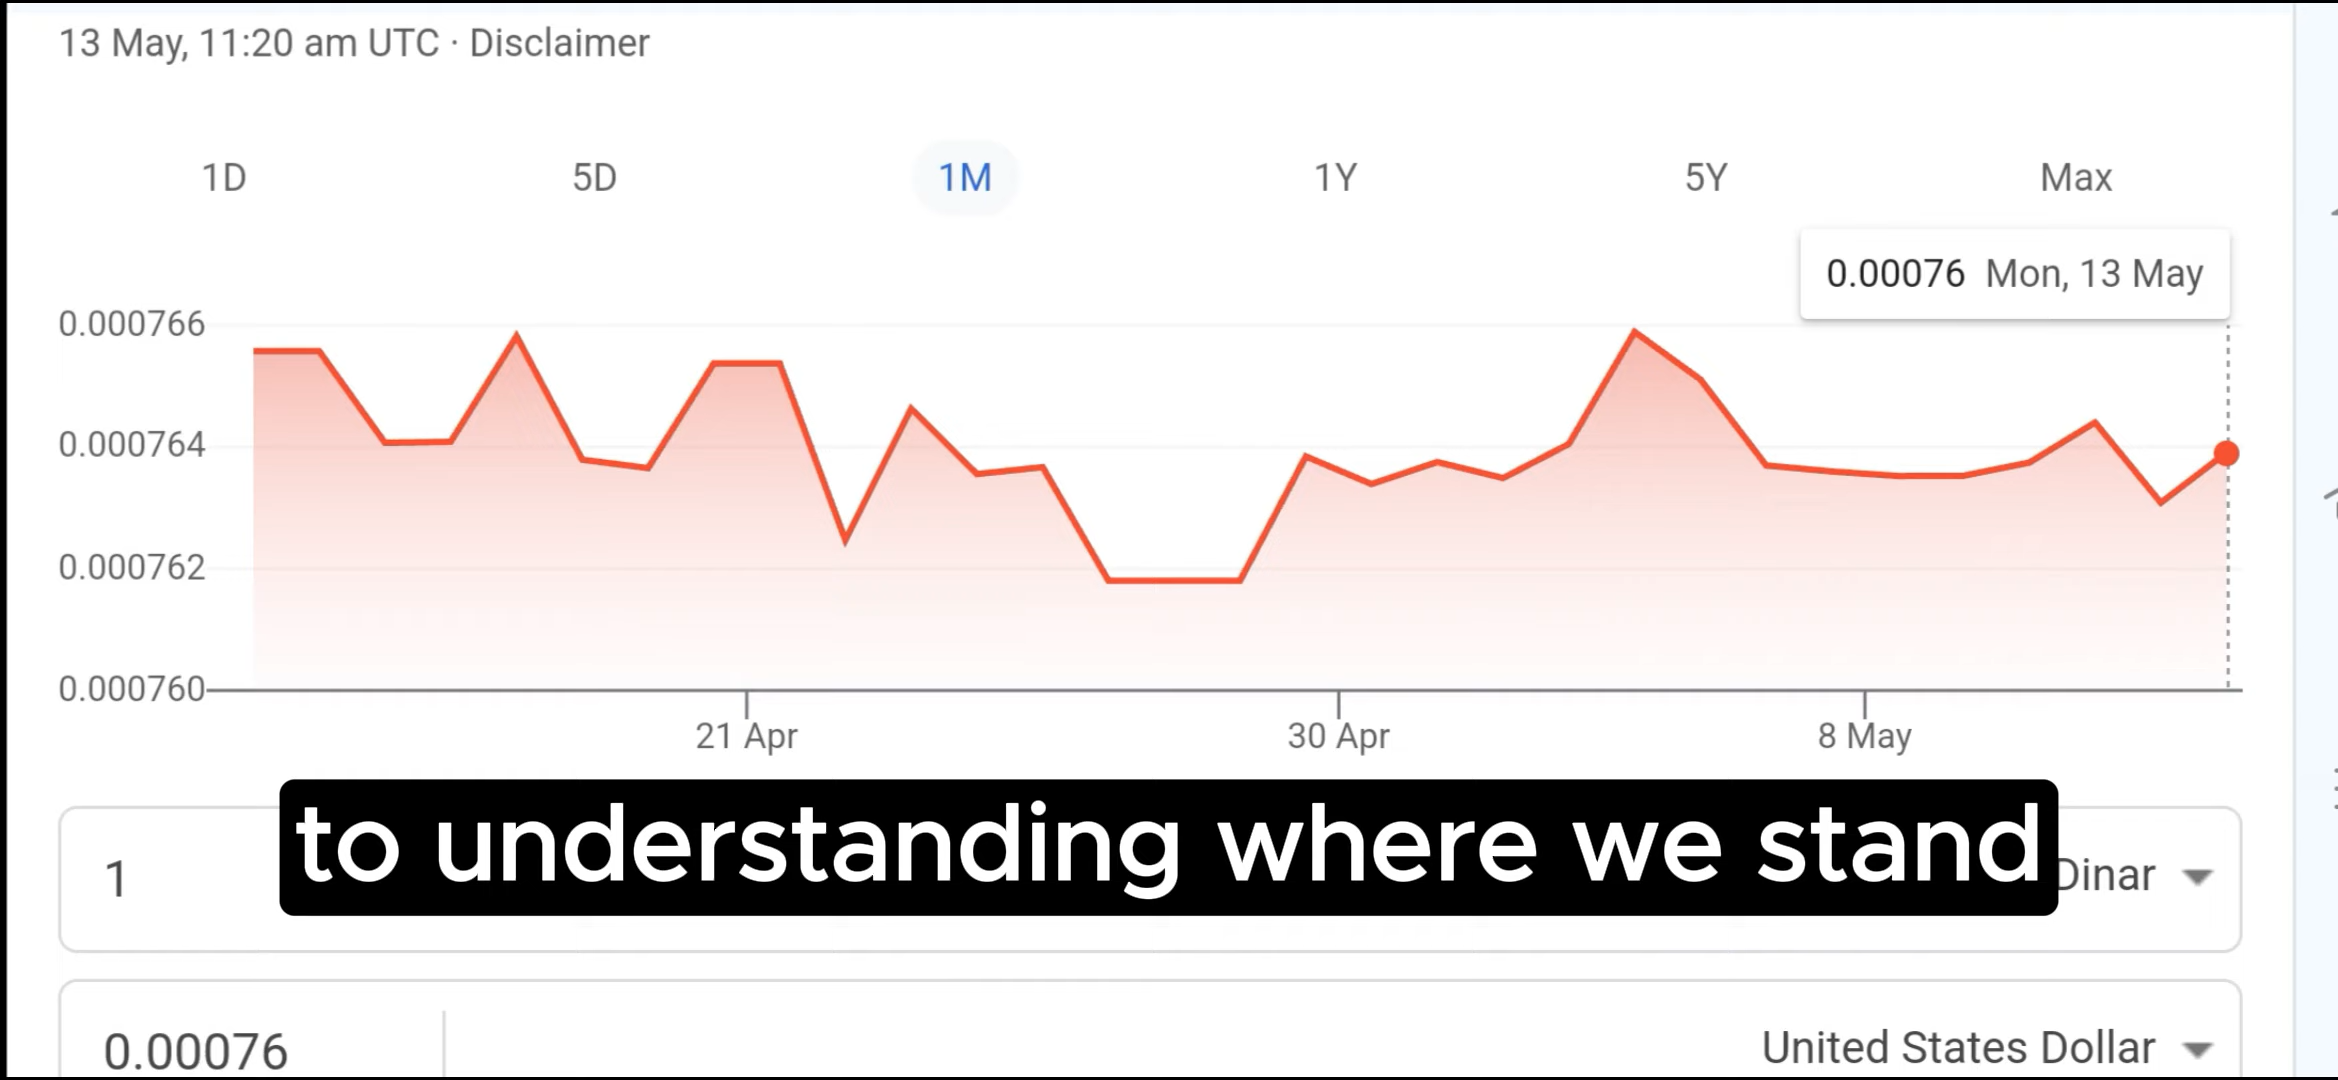 13 May, 11:20 am UTC · Disclaimer
1D 5D 1M 1Y 5Y Max
0.00076 Mon, 13 May
0.000766
0.000764
0.000762
0.000760
21 Apr 30 Apr 8 May
to understanding where we stand
1 Dinar
0.00076 United States Dollar